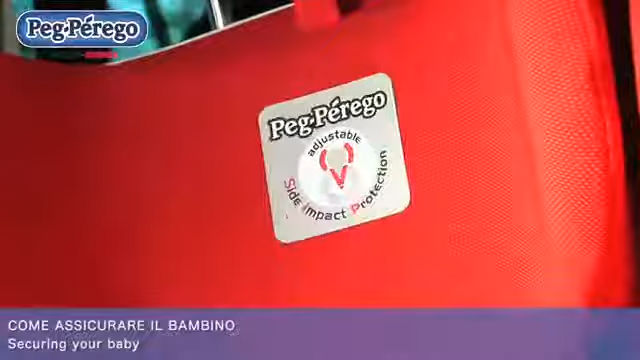 Peg-Pérego
Peg-Pérego
adjustable
Side Impact Protection
COME ASSICURARE IL BAMBINO
Securing your baby